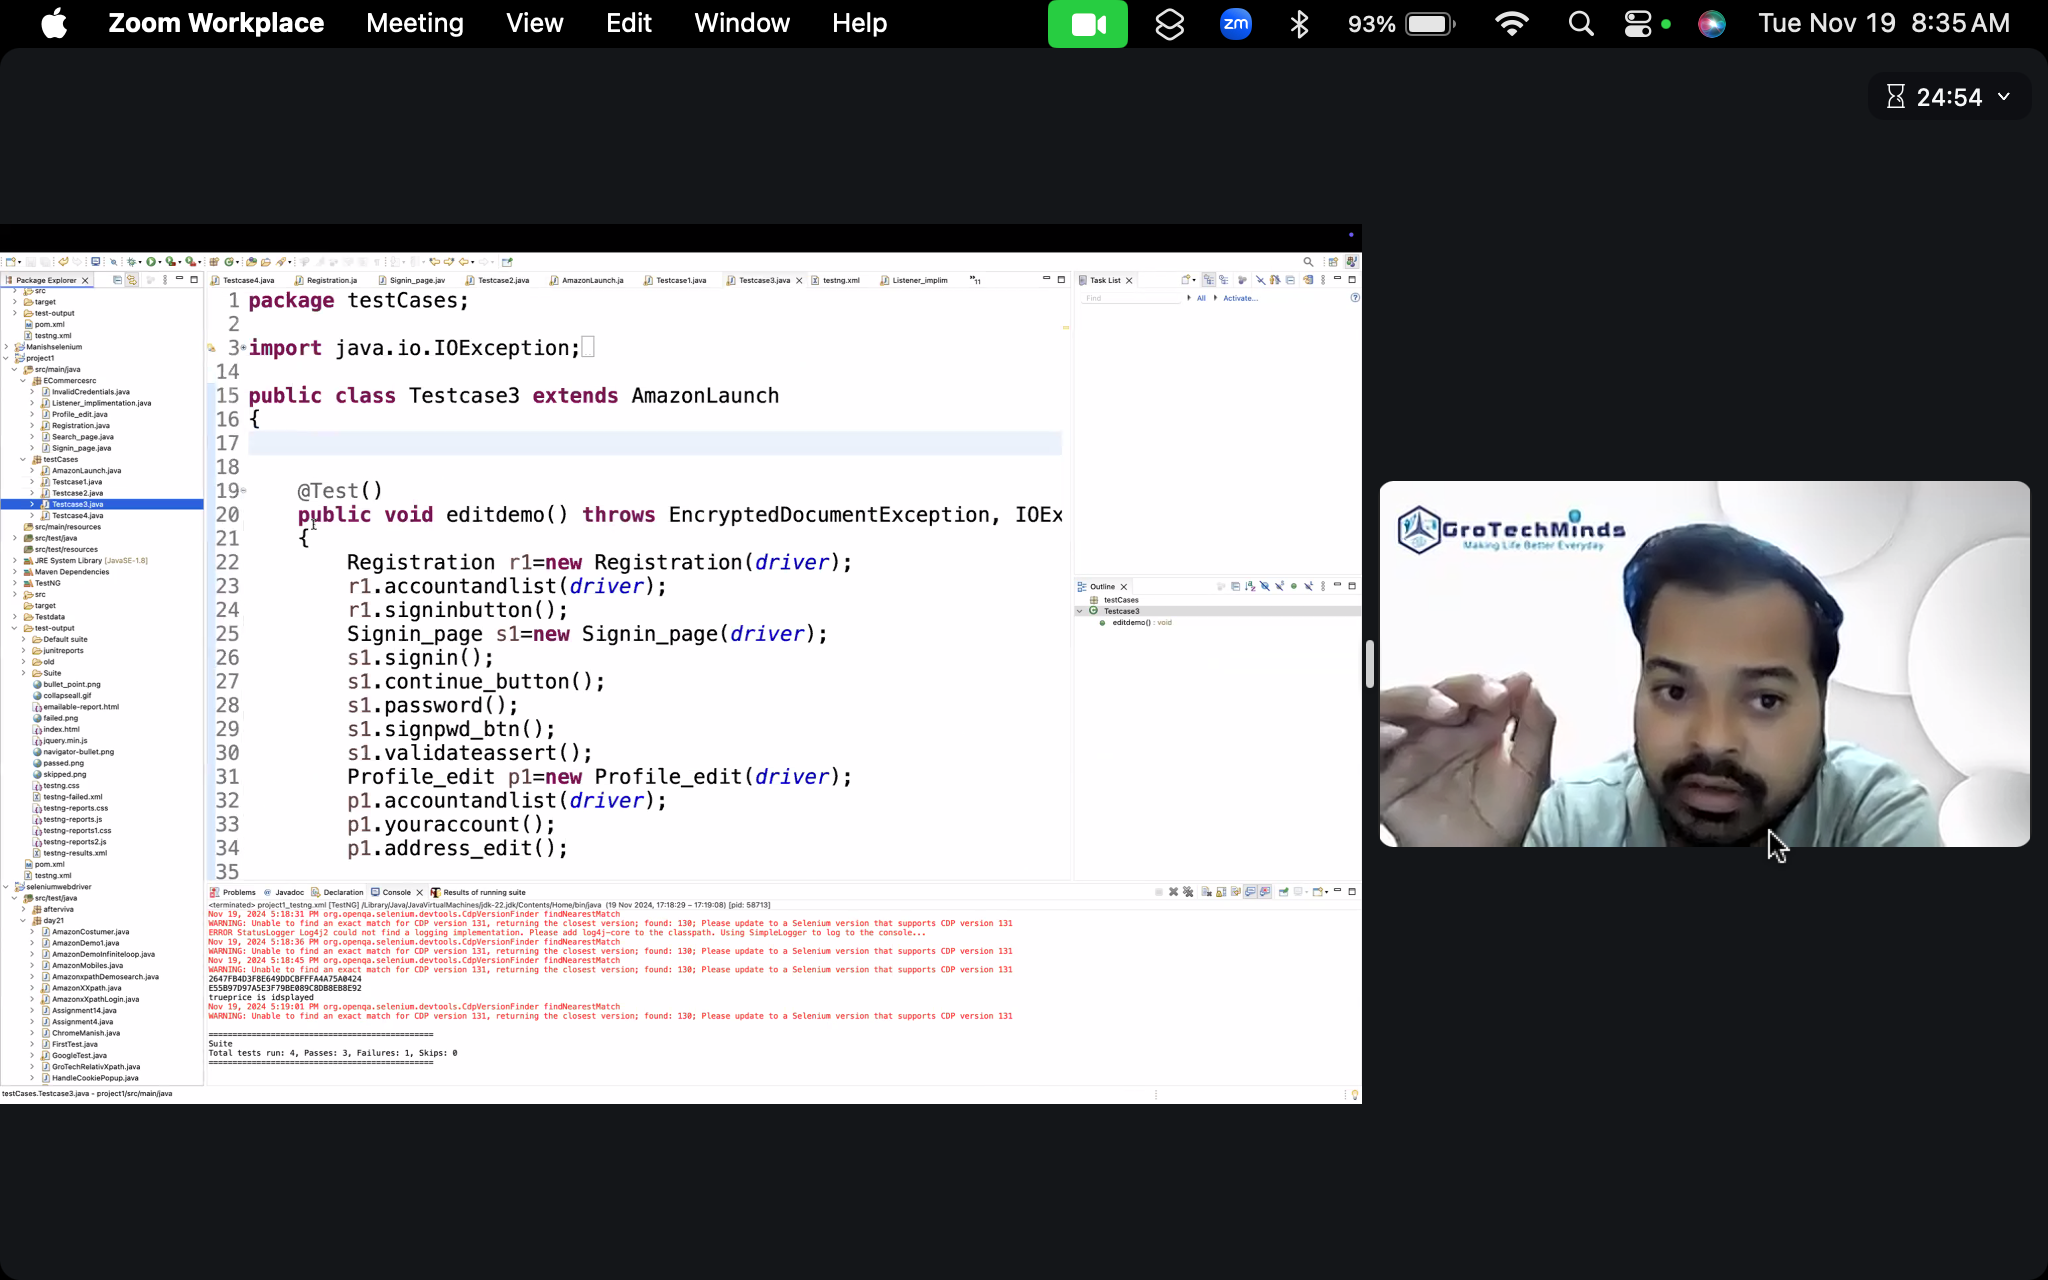 Zoom Workplace Meeting View Edit Window Help zm 93% Tue Nov 19 8:35 AM
24:54
Package Explorer
src
target
test-output
pom.xml
testng.xml
Manishselenium
project1
src/main/java
ECommercesrc
InvalidCredentials.java
Listener_implimentation.java
Profile_edit.java
Registration.java
Search_page.java
Signin_page.java
testCases
AmazonLaunch.java
Testcase1.java
Testcase2.java
Testcase3.java
Testcase4.java
src/main/resources
src/test/java
src/test/resources
JRE System Library [JavaSE-1.8]
Maven Dependencies
TestNG
src
target
Testdata
test-output
Default suite
junitreports
old
Suite
bullet_point.png
collapseall.gif
emailable-report.html
failed.png
index.html
jquery.min.js
navigator-bullet.png
passed.png
skipped.png
testng.css
testng-failed.xml
testng-reports.css
testng-reports.js
testng-reports1.css
testng-reports2.js
testng-results.xml
pom.xml
testng.xml
seleniumwebdriver
src/test/java
afterviva
day21
AmazonCostumer.java
AmazonDemo1.java
AmazonDemoInfiniteloop.java
AmazonMobiles.java
AmazonxpathDemosearch.java
AmazonXXpath.java
AmazonxXpathLogin.java
Assignment14.java
Assignment4.java
ChromeManish.java
FirstTest.java
GoogleTest.java
GroTechRelativXpath.java
HandleCookiePopup.java
testCases.Testcase3.java - project1/src/main/java
Testcase4.java Registration.ja Signin_page.jav Testcase2.java AmazonLaunch.ja Testcase1.java Testcase3.java testng.xml Listener_implim 11
1 package testCases;
2
3 import java.io.IOException;
14
15 public class Testcase3 extends AmazonLaunch
16 {
17
18
19 @Test()
20 public void editdemo() throws EncryptedDocumentException, IOEx
21 {
22 Registration r1=new Registration(driver);
23 r1.accountandlist(driver);
24 r1.signinbutton();
25 Signin_page s1=new Signin_page(driver);
26 s1.signin();
27 s1.continue_button();
28 s1.password();
29 s1.signpwd_btn();
30 s1.validateassert();
31 Profile_edit p1=new Profile_edit(driver);
32 p1.accountandlist(driver);
33 p1.youraccount();
34 p1.address_edit();
35
Task List
Find All Activate...
Outline
testCases
Testcase3
editdemo() : void
Problems Javadoc Declaration Console Results of running suite
<terminated> project1_testng.xml [TestNG] /Library/Java/JavaVirtualMachines/jdk-22.jdk/Contents/Home/bin/java (19 Nov 2024, 17:18:29 – 17:19:08) [pid: 58713]
Nov 19, 2024 5:18:31 PM org.openqa.selenium.devtools.CdpVersionFinder findNearestMatch
WARNING: Unable to find an exact match for CDP version 131, returning the closest version; found: 130; Please update to a Selenium version that supports CDP version 131
ERROR StatusLogger Log4j2 could not find a logging implementation. Please add log4j-core to the classpath. Using SimpleLogger to log to the console...
Nov 19, 2024 5:18:36 PM org.openqa.selenium.devtools.CdpVersionFinder findNearestMatch
WARNING: Unable to find an exact match for CDP version 131, returning the closest version; found: 130; Please update to a Selenium version that supports CDP version 131
Nov 19, 2024 5:18:45 PM org.openqa.selenium.devtools.CdpVersionFinder findNearestMatch
WARNING: Unable to find an exact match for CDP version 131, returning the closest version; found: 130; Please update to a Selenium version that supports CDP version 131
2647FB4D3F8E649DDCBFFFA4A75A0424
E55B97D97A5E3F79BE089C8DB8EB8E92
trueprice is idsplayed
Nov 19, 2024 5:19:01 PM org.openqa.selenium.devtools.CdpVersionFinder findNearestMatch
WARNING: Unable to find an exact match for CDP version 131, returning the closest version; found: 130; Please update to a Selenium version that supports CDP version 131
===============================================
Suite
Total tests run: 4, Passes: 3, Failures: 1, Skips: 0
===============================================
GroTechMinds
Making Life Better Everyday